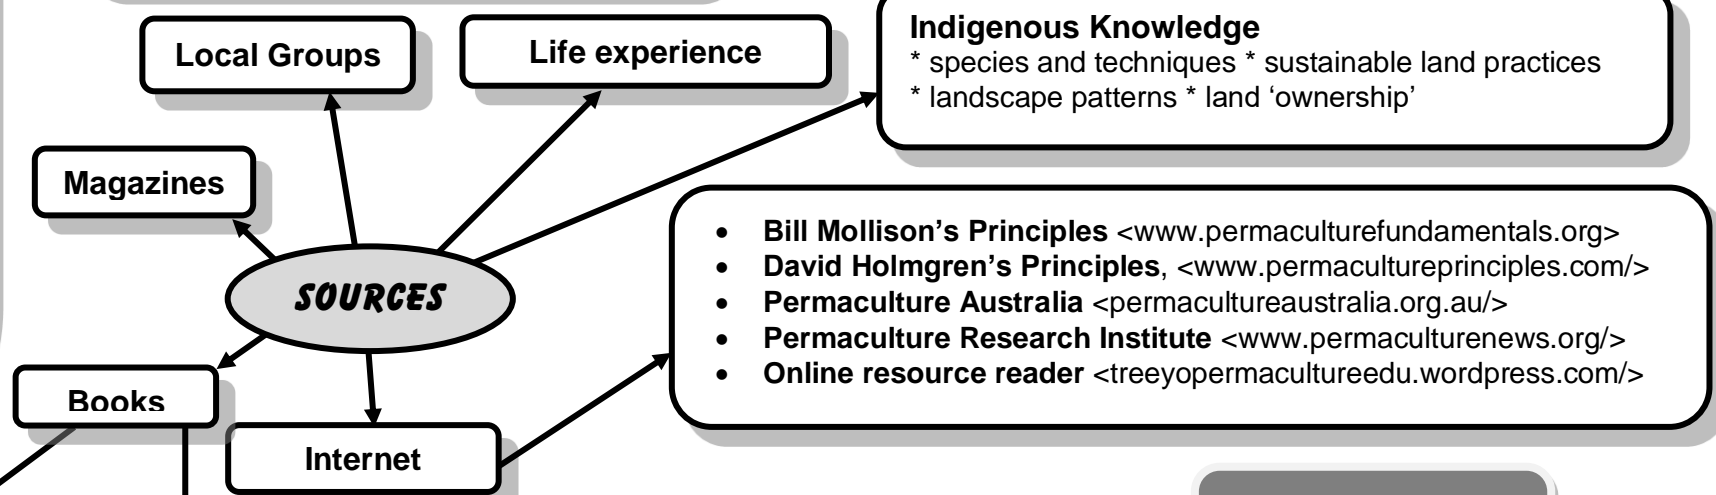 Local Groups
Life experience
Indigenous Knowledge
* species and techniques * sustainable land practices
* landscape patterns * land ‘ownership’
Magazines
SOURCES
• Bill Mollison’s Principles <www.permaculturefundamentals.org>
• David Holmgren’s Principles, <www.permacultureprinciples.com/>
• Permaculture Australia <permacultureaustralia.org.au/>
• Permaculture Research Institute <www.permaculturenews.org/>
• Online resource reader <treeyopermacultureedu.wordpress.com/>
Books
Internet